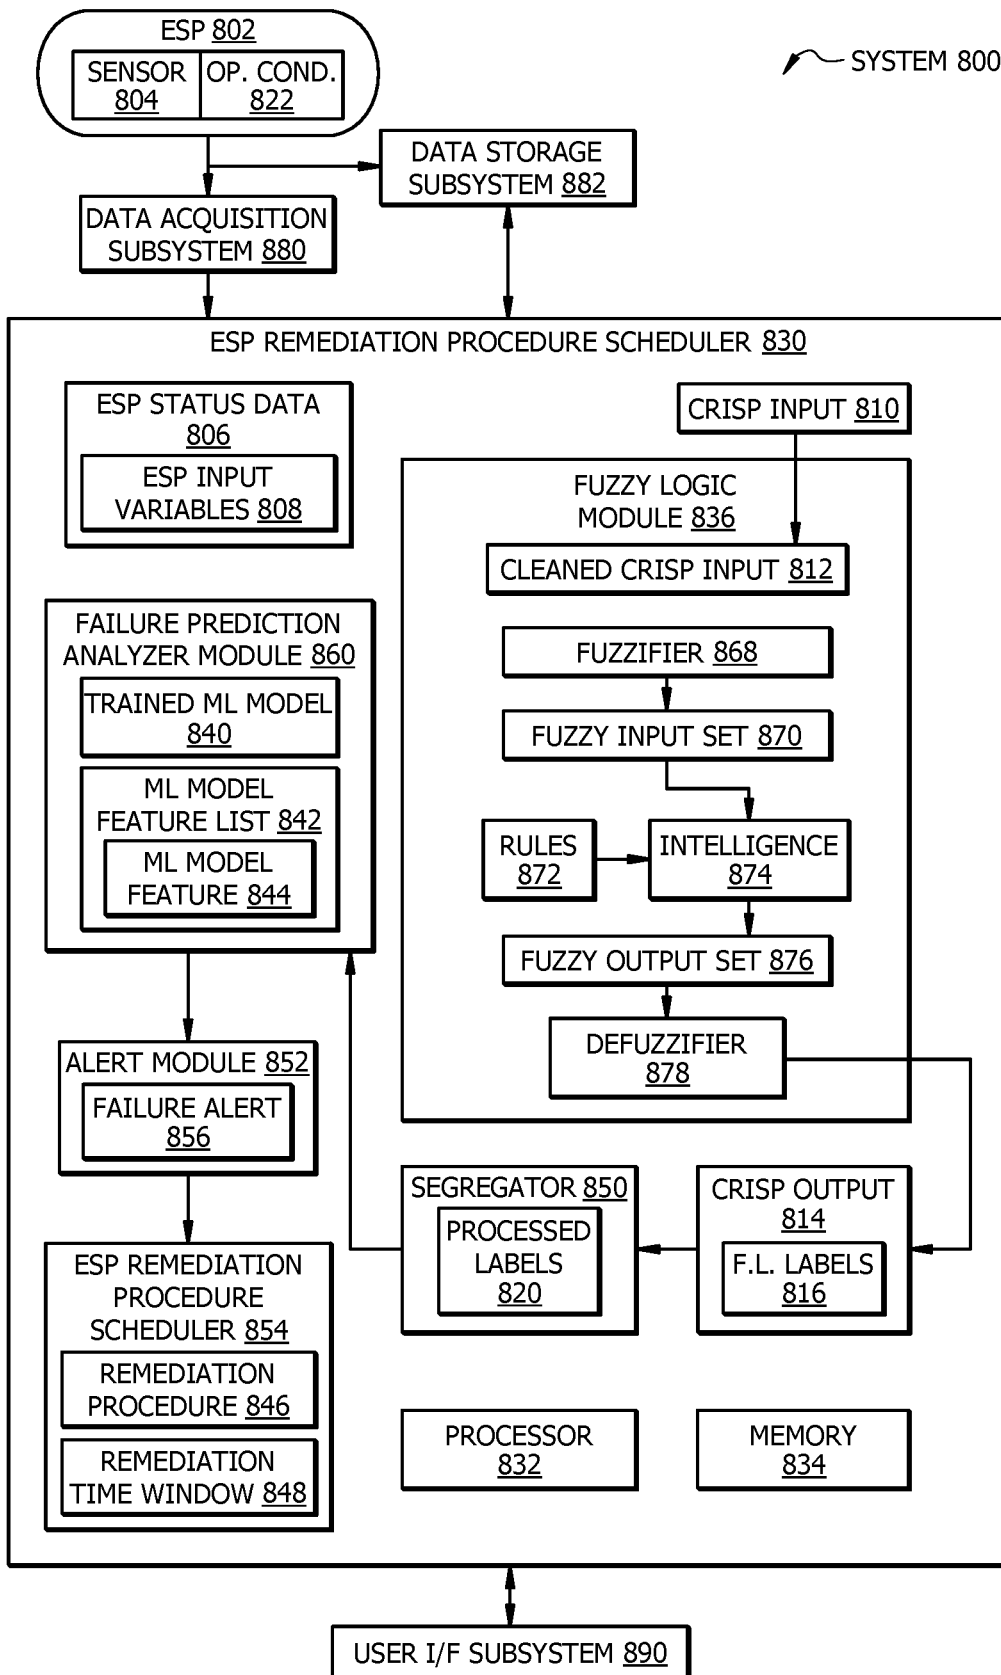 ESP 802
SENSOR
804
OP. COND.
822
SYSTEM 800
DATA STORAGE
SUBSYSTEM 882
DATA ACQUISITION
SUBSYSTEM 880
ESP REMEDIATION PROCEDURE SCHEDULER 830
ESP STATUS DATA
806
ESP INPUT
VARIABLES 808
CRISP INPUT 810
FUZZY LOGIC
MODULE 836
CLEANED CRISP INPUT 812
FUZZIFIER 868
FUZZY INPUT SET 870
RULES
872
INTELLIGENCE
874
FUZZY OUTPUT SET 876
DEFUZZIFIER
878
FAILURE PREDICTION
ANALYZER MODULE 860
TRAINED ML MODEL
840
ML MODEL
FEATURE LIST 842
ML MODEL
FEATURE 844
ALERT MODULE 852
FAILURE ALERT
856
SEGREGATOR 850
PROCESSED
LABELS
820
CRISP OUTPUT
814
F.L. LABELS
816
ESP REMEDIATION
PROCEDURE
SCHEDULER 854
REMEDIATION
PROCEDURE 846
REMEDIATION
TIME WINDOW 848
PROCESSOR
832
MEMORY
834
USER I/F SUBSYSTEM 890